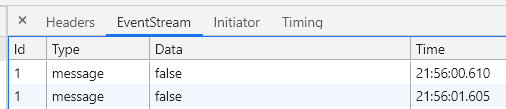 × Headers EventStream Initiator Timing
Id Type Data Time
1 message false 21:56:00.610
1 message false 21:56:01.605